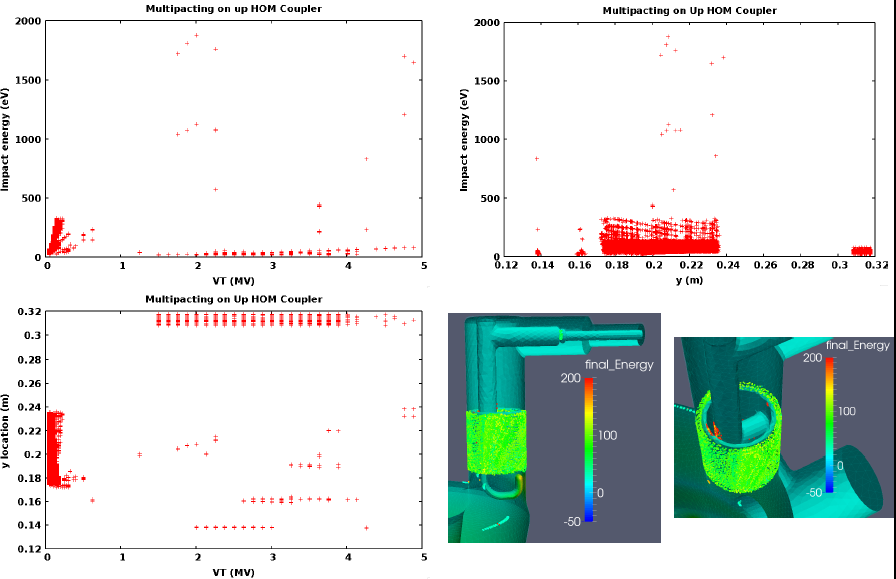 Multipacting on up HOM Coupler
2000
1500
1000
500
0
Impact energy (eV)
0 1 2 3 4 5
VT (MV)
Multipacting on Up HOM Coupler
2000
1500
1000
500
0
Impact energy (eV)
0.12 0.14 0.16 0.18 0.2 0.22 0.24 0.26 0.28 0.3 0.32
y (m)
Multipacting on Up HOM Coupler
0.32
0.3
0.28
0.26
0.24
0.22
0.2
0.18
0.16
0.14
0.12
y location (m)
0 1 2 3 4 5
VT (MV)
final_Energy
200
100
0
-50
final_Energy
200
100
0
-50